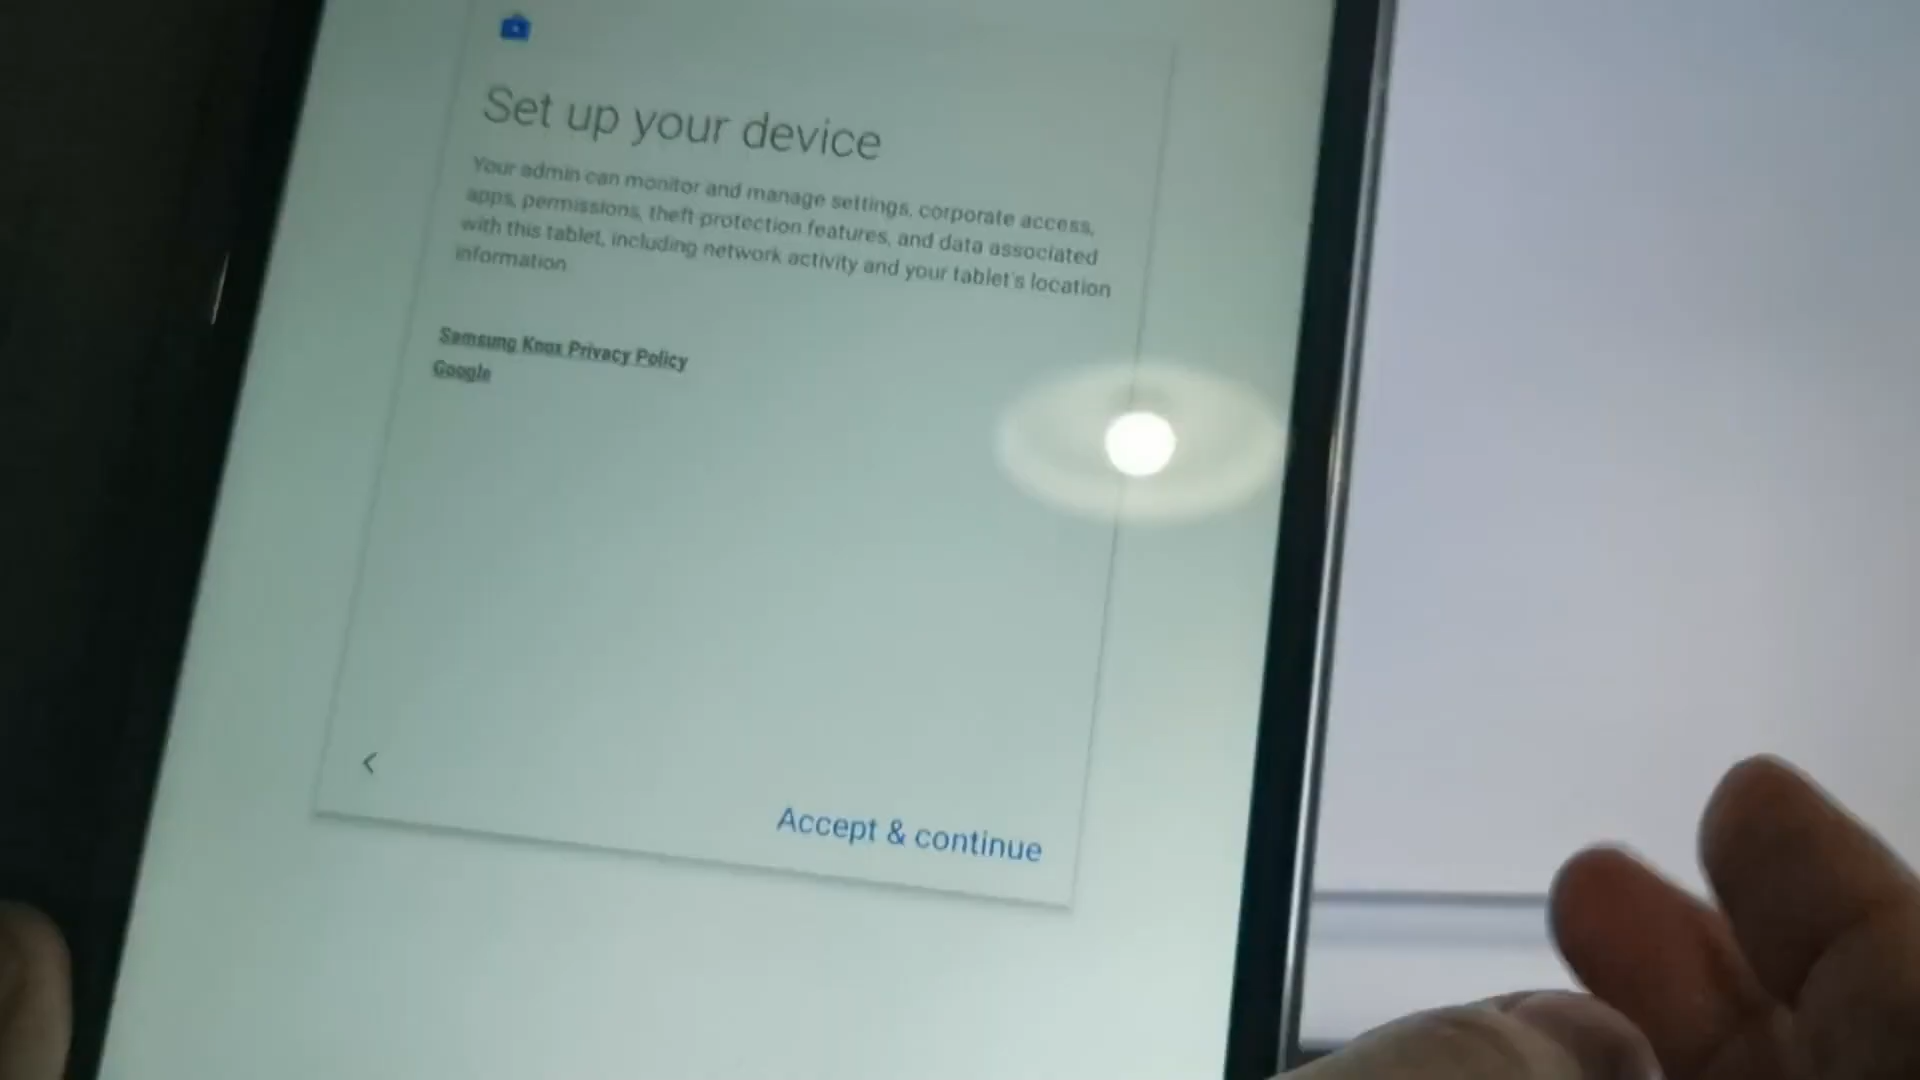 Set up your device
Your admin can monitor and manage settings, corporate access,
apps, permissions, theft-protection features, and data associated
with this tablet, including network activity and your tablet's location
information.
Samsung Knox Privacy Policy
Google
Accept & continue